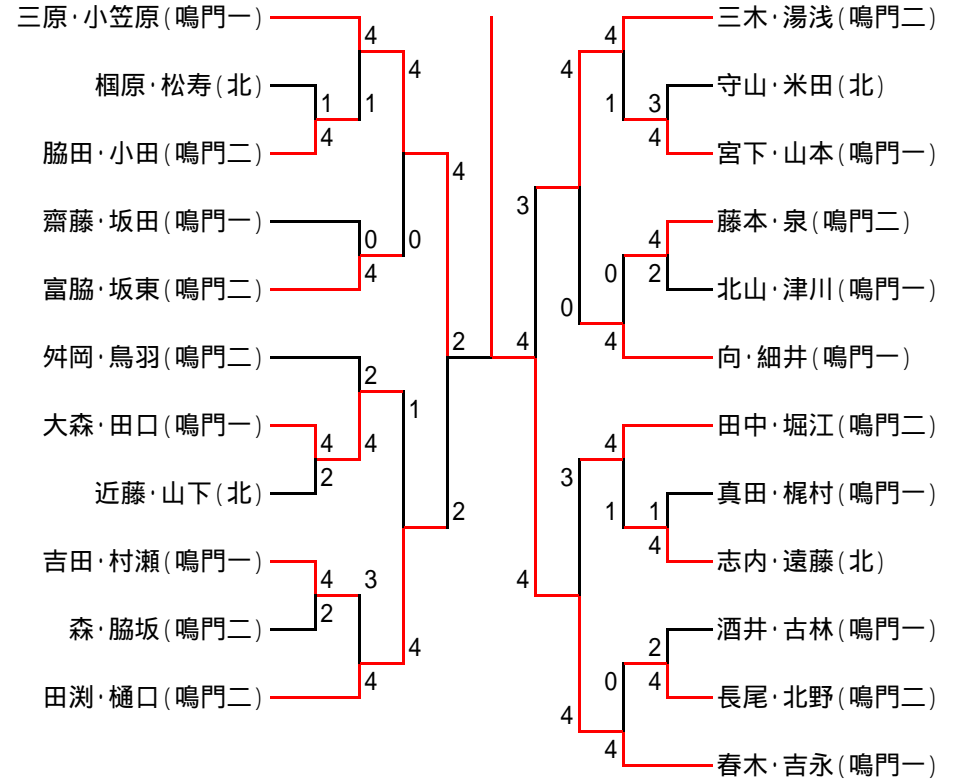 三原・小笠原(鳴門一)
椢原・松寿(北)
脇田・小田(鳴門二)
齋藤・坂田(鳴門一)
富脇・坂東(鳴門二)
舛岡・鳥羽(鳴門二)
大森・田口(鳴門一)
近藤・山下(北)
吉田・村瀬(鳴門一)
森・脇坂(鳴門二)
田渕・樋口(鳴門二)
4
1
1
4
4
0
4
0
4
2
4
4
2
1
4
2
3
4
4
2
2
4
3
4
4
0
3
4
4
1
3
4
0
4
4
2
4
1
1
4
0
4
2
4
三木・湯浅(鳴門二)
守山・米田(北)
宮下・山本(鳴門一)
藤本・泉(鳴門二)
北山・津川(鳴門一)
向・細井(鳴門一)
田中・堀江(鳴門二)
真田・梶村(鳴門一)
志内・遠藤(北)
酒井・古林(鳴門一)
長尾・北野(鳴門二)
春木・吉永(鳴門一)